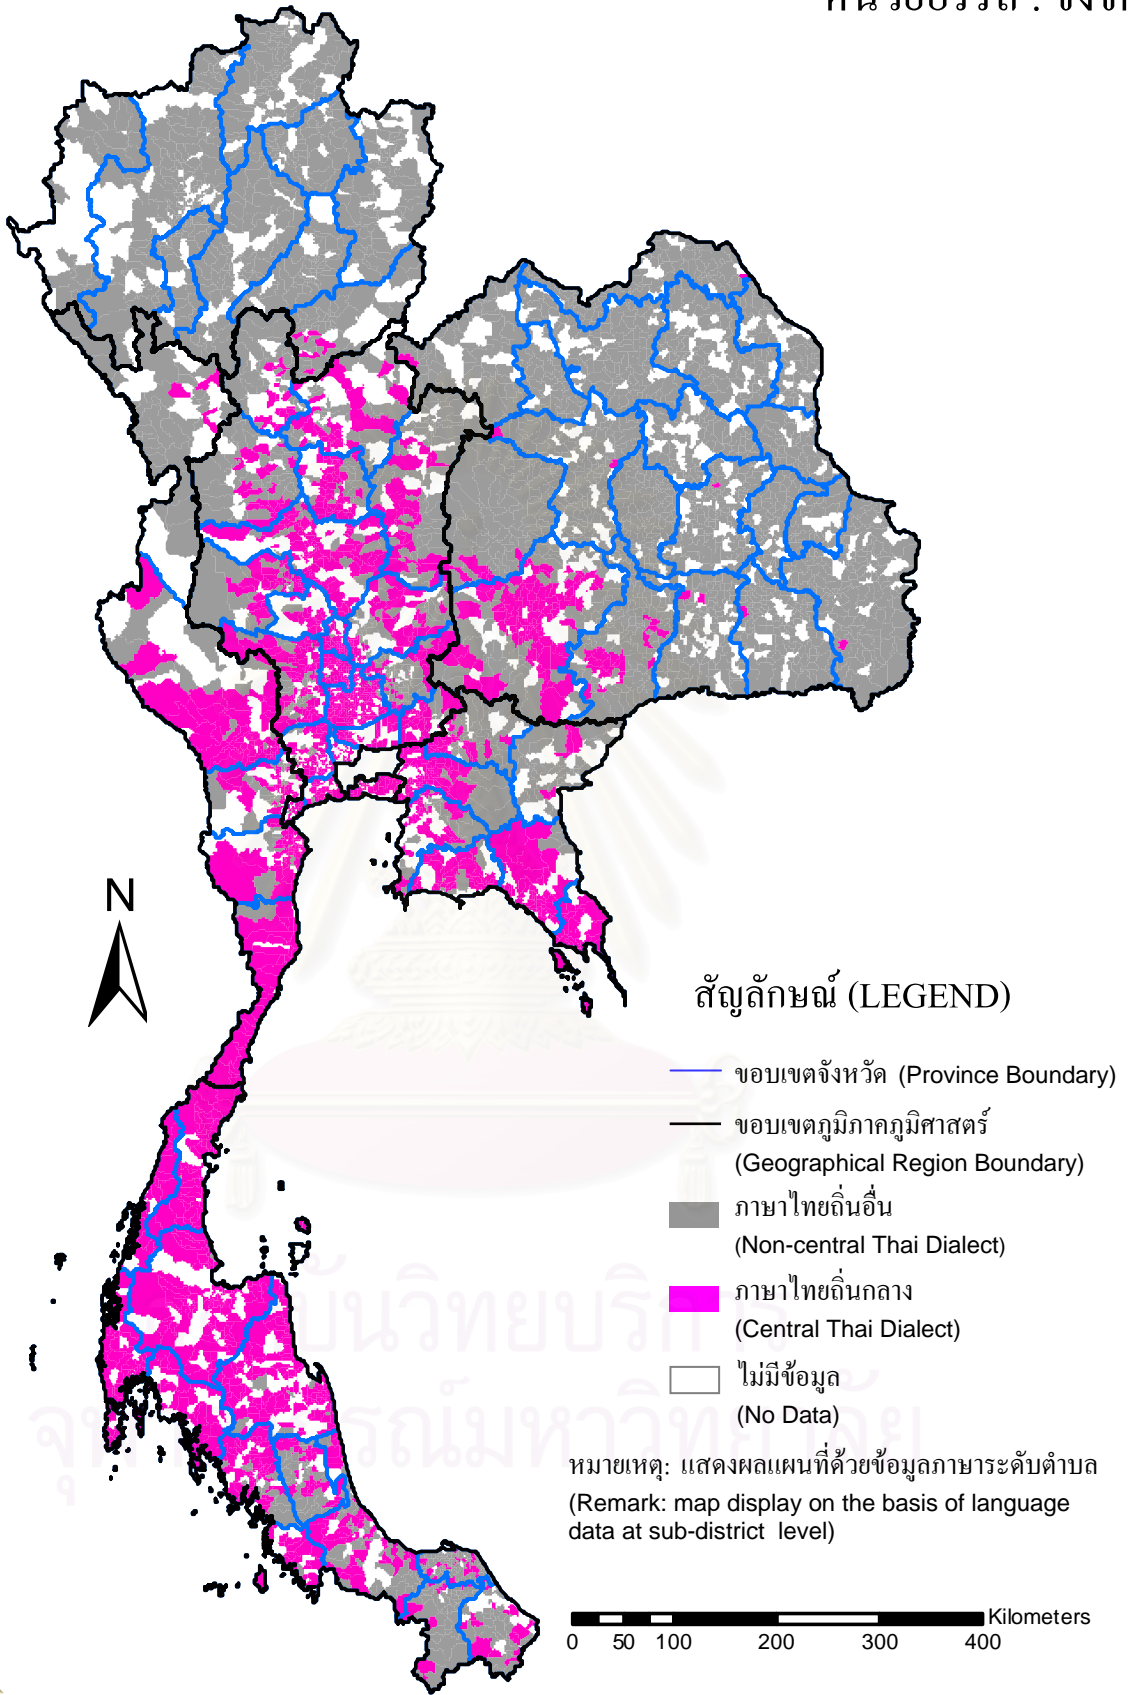 N
สัญลักษณ์ (LEGEND)
ขอบเขตจังหวัด (Province Boundary)
ขอบเขตภูมิภาคภูมิศาสตร์
(Geographical Region Boundary)
ภาษาไทยถิ่นอื่น
(Non-central Thai Dialect)
ภาษาไทยถิ่นกลาง
(Central Thai Dialect)
ไม่มีข้อมูล
(No Data)
หมายเหตุ: แสดงผลแผนที่ด้วยข้อมูลภาษาระดับตำบล
(Remark: map display on the basis of language
data at sub-district level)
Kilometers
0 50 100 200 300 400